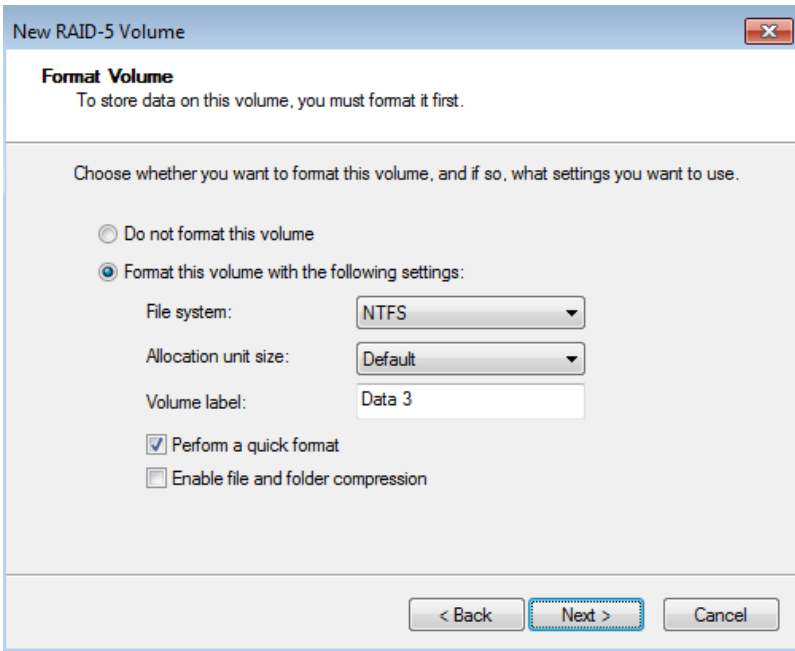 New RAID-5 Volume
Format Volume
To store data on this volume, you must format it first.
Choose whether you want to format this volume, and if so, what settings you want to use.
Do not format this volume
Format this volume with the following settings:
File system: NTFS
Allocation unit size: Default
Volume label: Data 3
Perform a quick format
Enable file and folder compression
< Back Next > Cancel